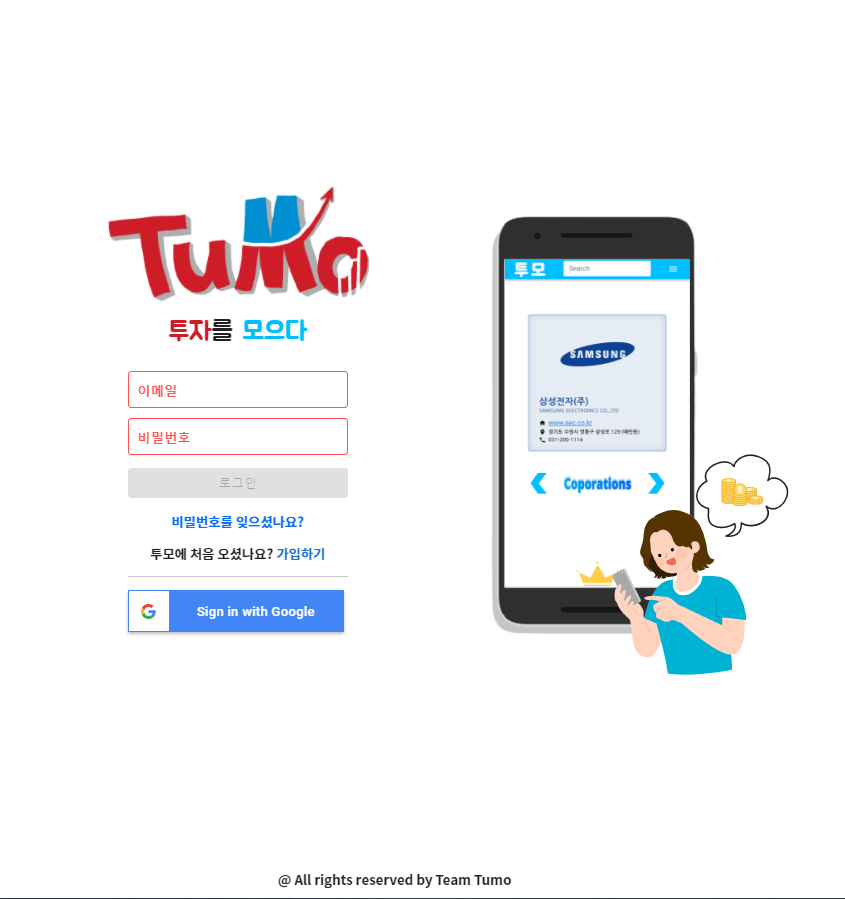 Tumo
투자를 모으다
이메일
비밀번호
로그인
비밀번호를 잊으셨나요?
투모에 처음 오셨나요? 가입하기
Sign in with Google
투모
Search
SAMSUNG
삼성전자(주)
SAMSUNG ELECTRONICS CO,.LTD
www.sec.co.kr
경기도 수원시 영통구 삼성로 129 (매탄동)
031-200-1114
Coporations
@ All rights reserved by Team Tumo